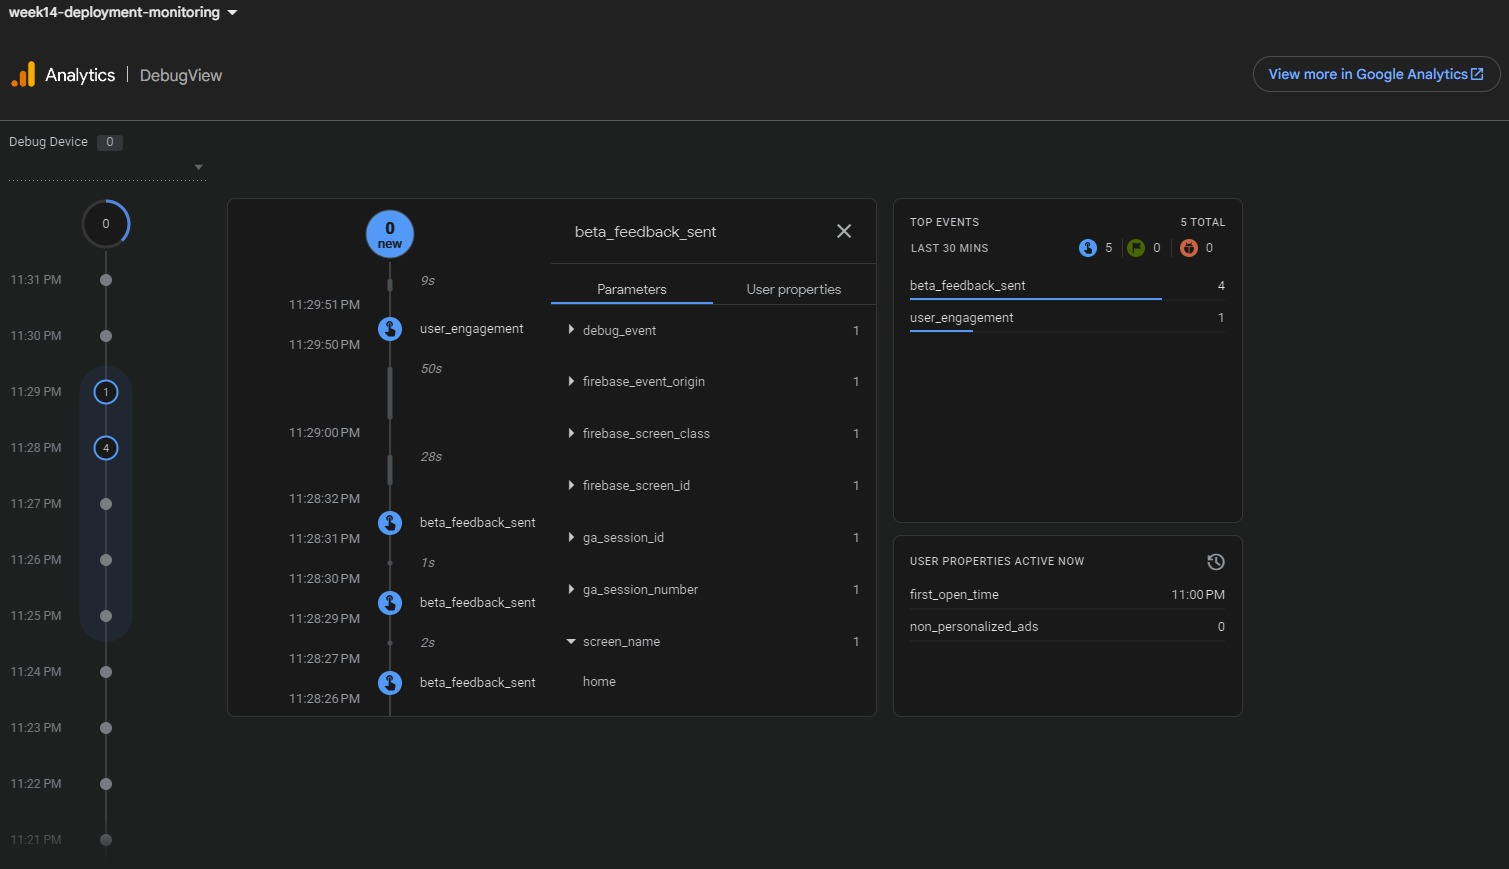 week14-deployment-monitoring
Analytics | DebugView
View more in Google Analytics
Debug Device 0
0
11:31 PM
11:30 PM
11:29 PM 1
11:28 PM 4
11:27 PM
11:26 PM
11:25 PM
11:24 PM
11:23 PM
11:22 PM
11:21 PM
0
new
9s
11:29:51 PM
user_engagement
11:29:50 PM
50s
11:29:00 PM
28s
11:28:32 PM
beta_feedback_sent
11:28:31 PM
1s
11:28:30 PM
beta_feedback_sent
11:28:29 PM
2s
11:28:27 PM
beta_feedback_sent
11:28:26 PM
beta_feedback_sent
Parameters User properties
debug_event 1
firebase_event_origin 1
firebase_screen_class 1
firebase_screen_id 1
ga_session_id 1
ga_session_number 1
screen_name 1
home
TOP EVENTS 5 TOTAL
LAST 30 MINS 5 0 0
beta_feedback_sent 4
user_engagement 1
USER PROPERTIES ACTIVE NOW
first_open_time 11:00 PM
non_personalized_ads 0